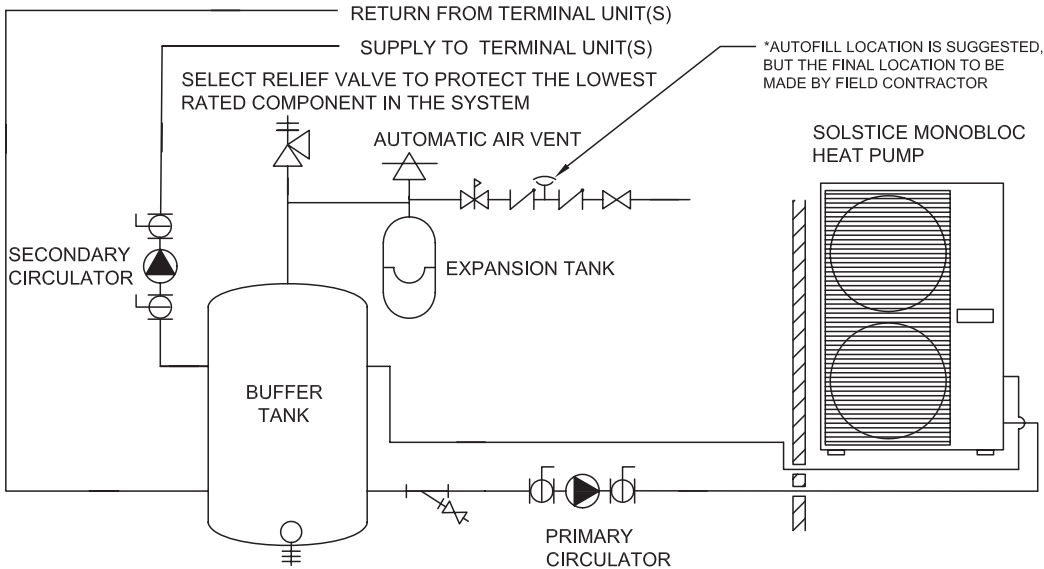 RETURN FROM TERMINAL UNIT(S)
SUPPLY TO TERMINAL UNIT(S)
SELECT RELIEF VALVE TO PROTECT THE LOWEST
RATED COMPONENT IN THE SYSTEM
*AUTOFILL LOCATION IS SUGGESTED,
BUT THE FINAL LOCATION TO BE
MADE BY FIELD CONTRACTOR
AUTOMATIC AIR VENT
SOLSTICE MONOBLOC
HEAT PUMP
SECONDARY
CIRCULATOR
EXPANSION TANK
BUFFER
TANK
PRIMARY
CIRCULATOR